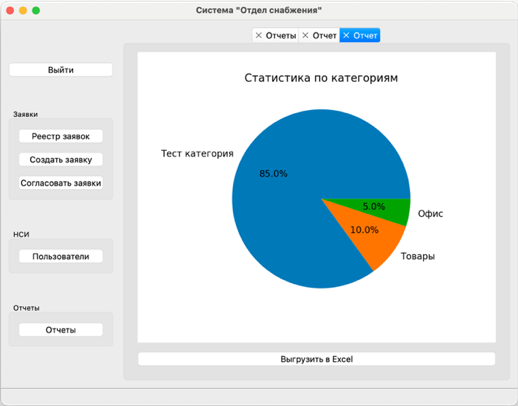 Система "Отдел снабжения"
× Отчеты × Отчет × Отчет
Выйти
Заявки
Реестр заявок
Создать заявку
Согласовать заявки
НСИ
Пользователи
Отчеты
Отчеты
Статистика по категориям
Тест категория
85.0%
5.0%
Офис
10.0%
Товары
Выгрузить в Excel